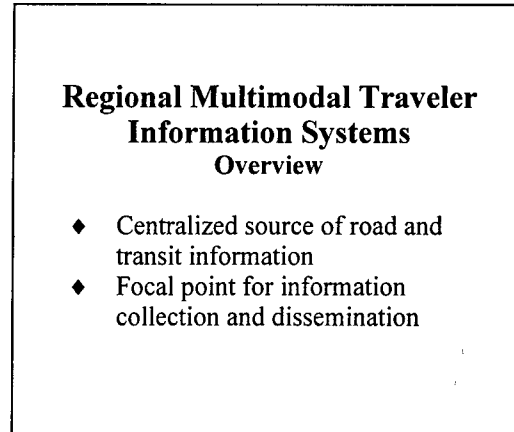 Regional Multimodal Traveler
Information Systems
Overview
♦ Centralized source of road and
transit information
♦ Focal point for information
collection and dissemination